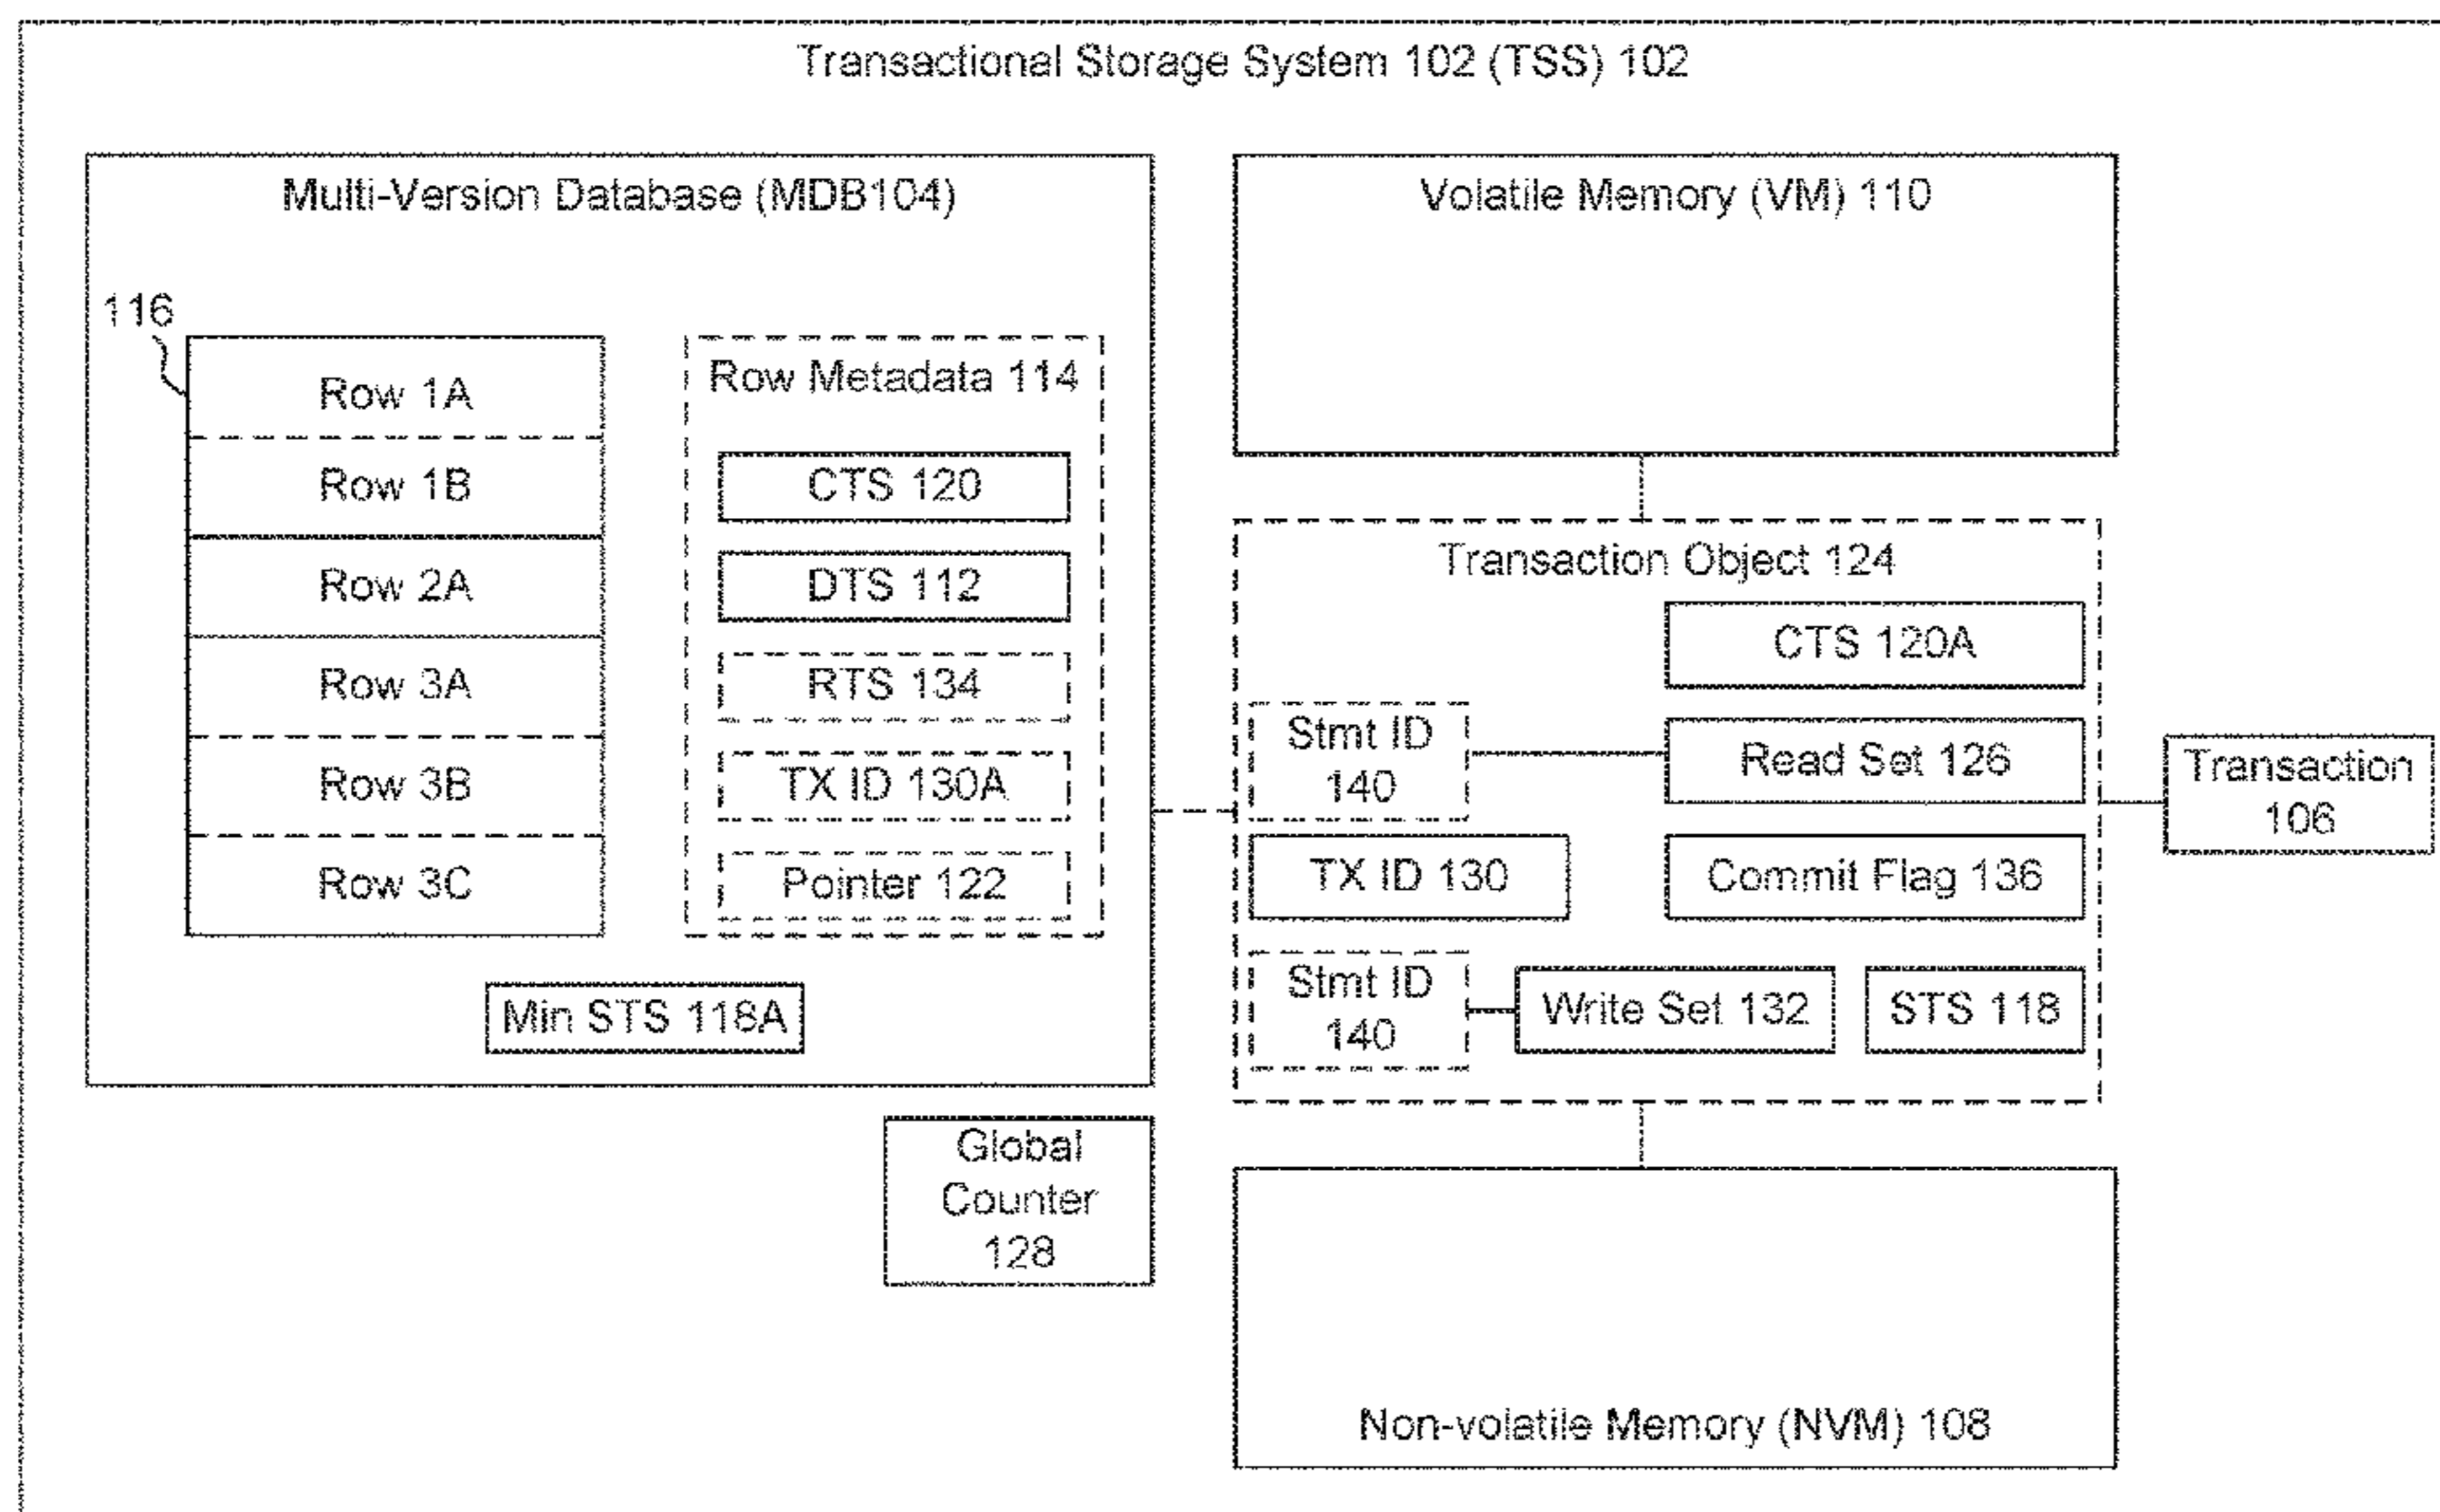 Transactional Storage System 102 (TSS) 102
Multi-Version Database (MDB104)
116
Row 1A
Row 1B
Row 2A
Row 3A
Row 3B
Row 3C
Row Metadata 114
CTS 120
DTS 112
RTS 134
TX ID 130A
Pointer 122
Min STS 118A
Global
Counter
128
Volatile Memory (VM) 110
Transaction Object 124
CTS 120A
Stmt ID
140
Read Set 126
TX ID 130
Commit Flag 136
Stmt ID
140
Write Set 132
STS 118
Transaction
106
Non-volatile Memory (NVM) 108